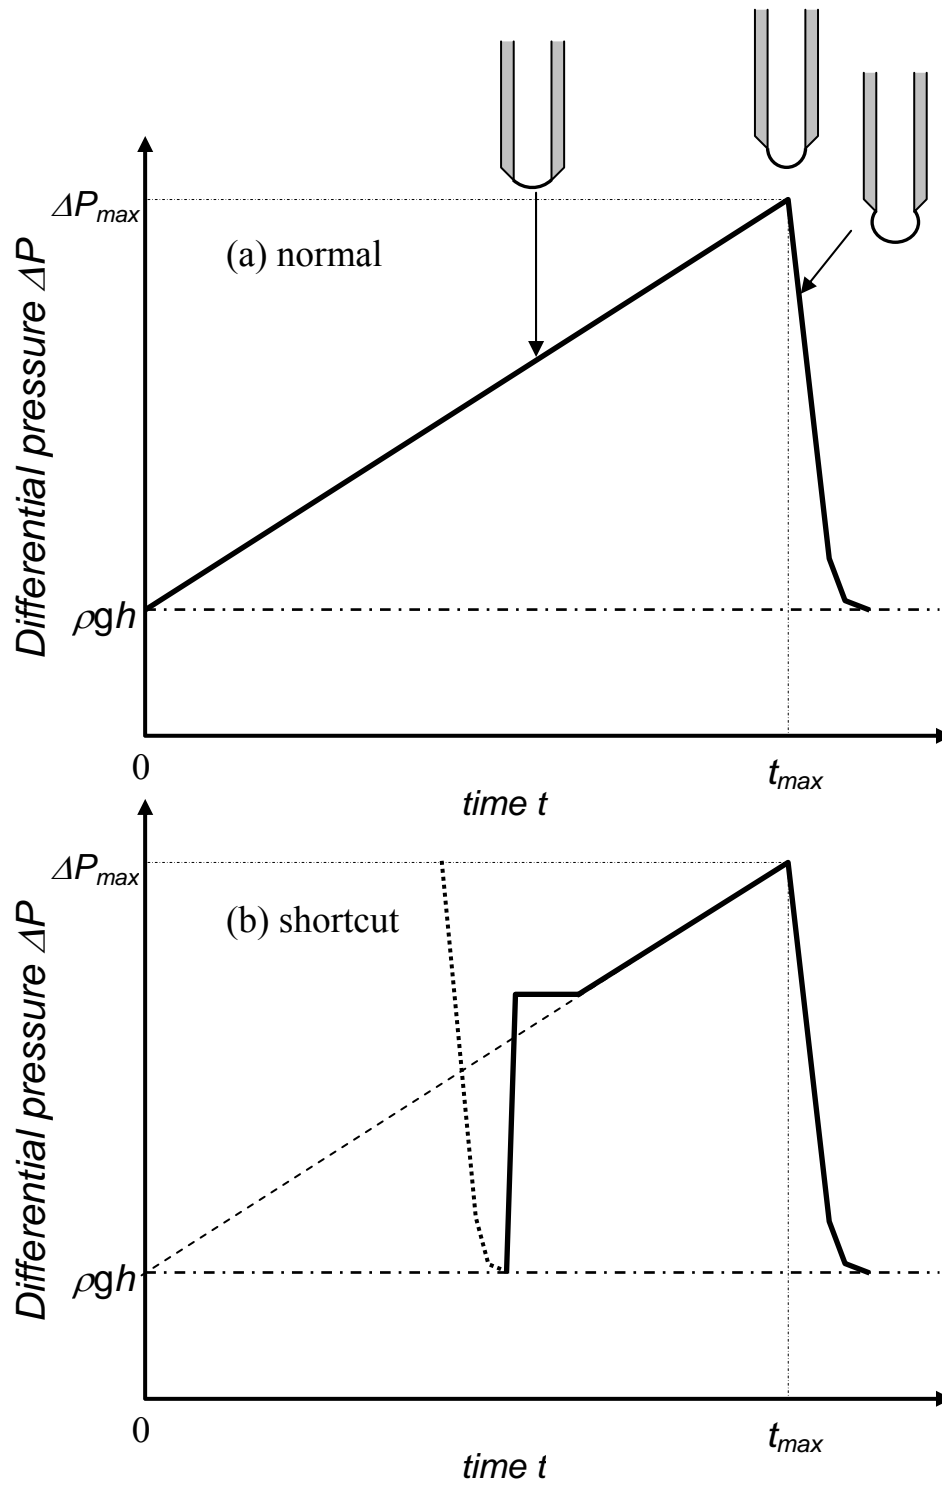 ΔPmax
(a) normal
Differential pressure ΔP
ρgh
0
tmax
time t
ΔPmax
(b) shortcut
Differential pressure ΔP
ρgh
0
tmax
time t